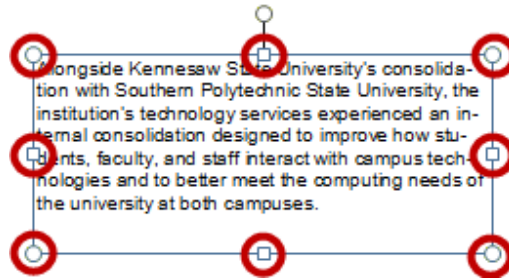 Alongside Kennesaw State University's consolida-
tion with Southern Polytechnic State University, the
institution's technology services experienced an in-
ternal consolidation designed to improve how stu-
dents, faculty, and staff interact with campus tech-
nologies and to better meet the computing needs of
the university at both campuses.